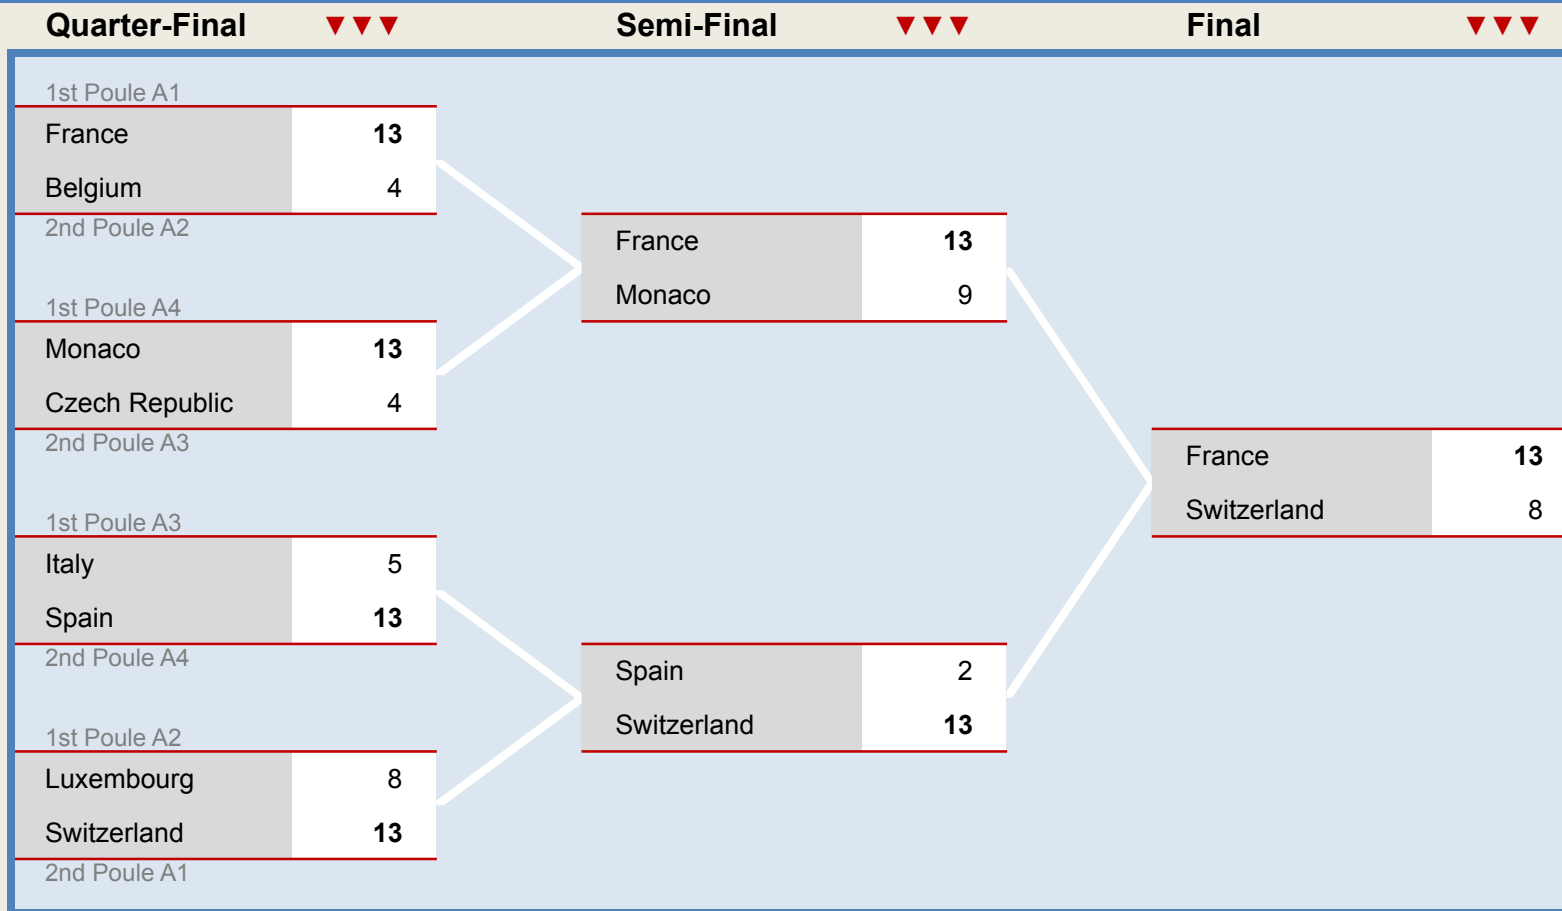 Quarter-Final ▼▼▼ Semi-Final ▼▼▼ Final ▼▼▼
1st Poule A1
France 13
Belgium 4
2nd Poule A2
1st Poule A4
Monaco 13
Czech Republic 4
2nd Poule A3
1st Poule A3
Italy 5
Spain 13
2nd Poule A4
1st Poule A2
Luxembourg 8
Switzerland 13
2nd Poule A1
France 13
Monaco 9
Spain 2
Switzerland 13
France 13
Switzerland 8